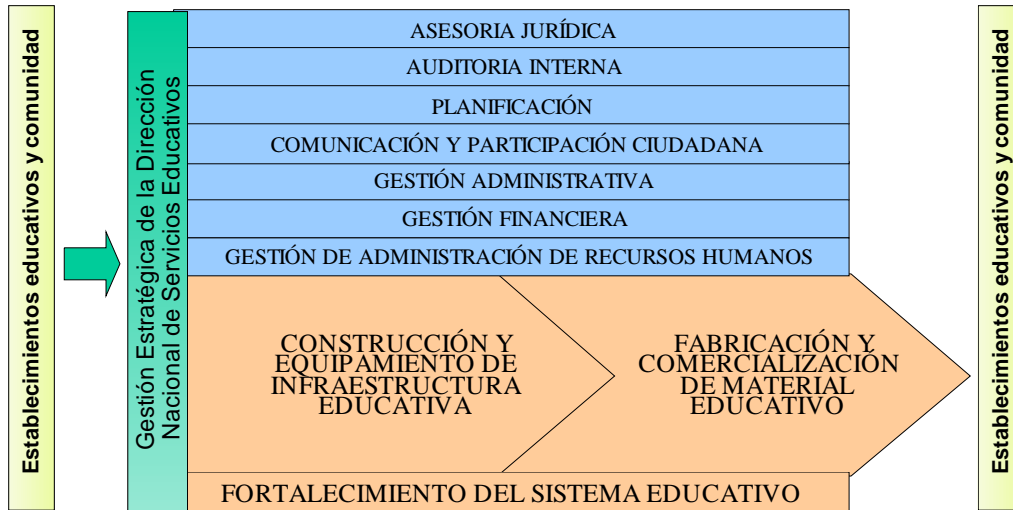 Establecimientos educativos y comunidad
Gestión Estratégica de la Dirección
Nacional de Servicios Educativos
ASESORIA JURÍDICA
AUDITORIA INTERNA
PLANIFICACIÓN
COMUNICACIÓN Y PARTICIPACIÓN CIUDADANA
GESTIÓN ADMINISTRATIVA
GESTIÓN FINANCIERA
GESTIÓN DE ADMINISTRACIÓN DE RECURSOS HUMANOS
CONSTRUCCIÓN Y
EQUIPAMIENTO DE
INFRAESTRUCTURA
EDUCATIVA
FABRICACIÓN Y
COMERCIALIZACIÓN
DE MATERIAL
EDUCATIVO
FORTALECIMIENTO DEL SISTEMA EDUCATIVO
Establecimientos educativos y comunidad